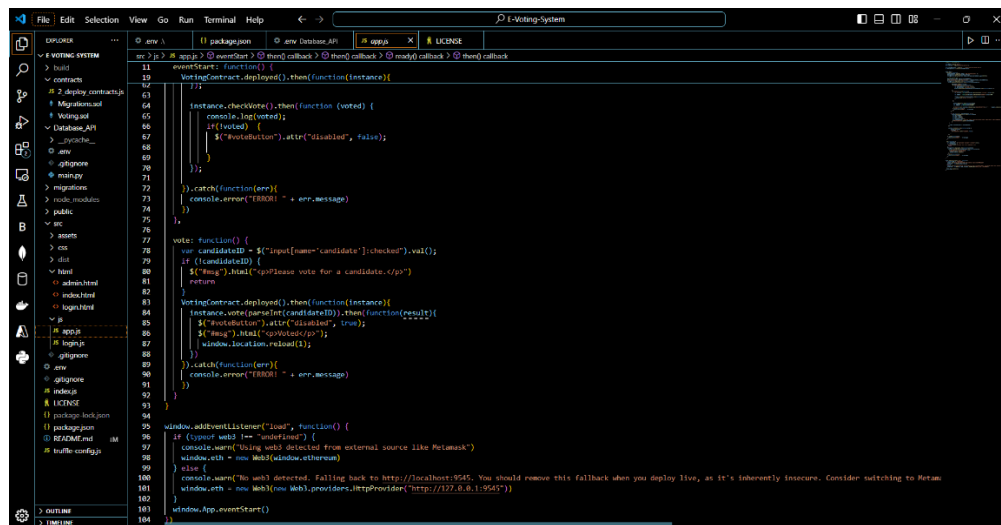 File Edit Selection View Go Run Terminal Help
E-Voting-System
EXPLORER
.env \
{} package.json
.env Database_API
JS app.js X
LICENSE
src > js > JS app.js > eventStart > then() callback > then() callback > ready() callback > then() callback
E-VOTING-SYSTEM
> build
contracts
JS 2_deploy_contracts.js
Migrations.sol
Voting.sol
Database_API
> __pycache__
.env
.gitignore
main.py
> migrations
> node_modules
> public
src
> assets
> css
> dist
html
admin.html
index.html
login.html
js
JS app.js
JS login.js
.gitignore
.env
.gitignore
JS index.js
LICENSE
{} package-lock.json
{} package.json
README.md
JS truffle-config.js
> OUTLINE
> TIMELINE
11 eventStart: function() {
19 VotingContract.deployed().then(function(instance){
62 });
63
64 instance.checkVote().then(function (voted) {
65 console.log(voted);
66 if(!voted) {
67 $("#voteButton").attr("disabled", false);
68
69 }
70 });
71
72 }).catch(function(err){
73 console.error("ERROR! " + err.message)
74 })
75 },
76
77 vote: function() {
78 var candidateID = $("input[name='candidate']:checked").val();
79 if (!candidateID) {
80 $("#msg").html("<p>Please vote for a candidate.</p>")
81 return
82 }
83 VotingContract.deployed().then(function(instance){
84 instance.vote(parseInt(candidateID)).then(function(result){
85 $("#voteButton").attr("disabled", true);
86 $("#msg").html("<p>Voted</p>");
87 window.location.reload(1);
88 })
89 }).catch(function(err){
90 console.error("ERROR! " + err.message)
91 })
92 }
93 }
94
95 window.addEventListener("load", function() {
96 if (typeof web3 !== "undefined") {
97 console.warn("Using web3 detected from external source like Metamask")
98 window.eth = new Web3(window.ethereum)
99 } else {
100 console.warn("No web3 detected. Falling back to http://localhost:9545. You should remove this fallback when you deploy live, as it's inherently insecure. Consider switching to Metam
101 window.eth = new Web3(new Web3.providers.HttpProvider("http://127.0.0.1:9545"))
102 }
103 window.App.eventStart()
104 })